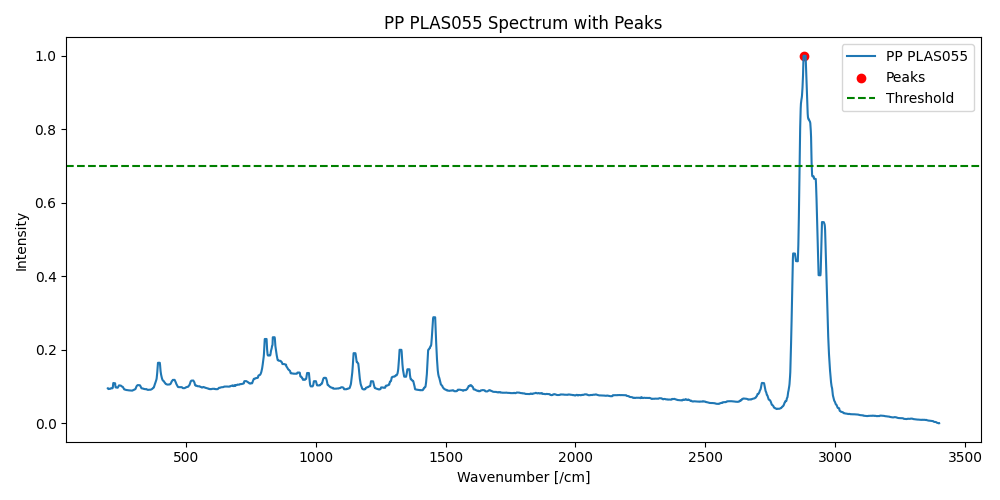 PP PLAS055 Spectrum with Peaks
1.0
0.8
0.6
0.4
0.2
0.0
Intensity
PP PLAS055
Peaks
Threshold
500
1000
1500
2000
2500
3000
3500
Wavenumber [/cm]